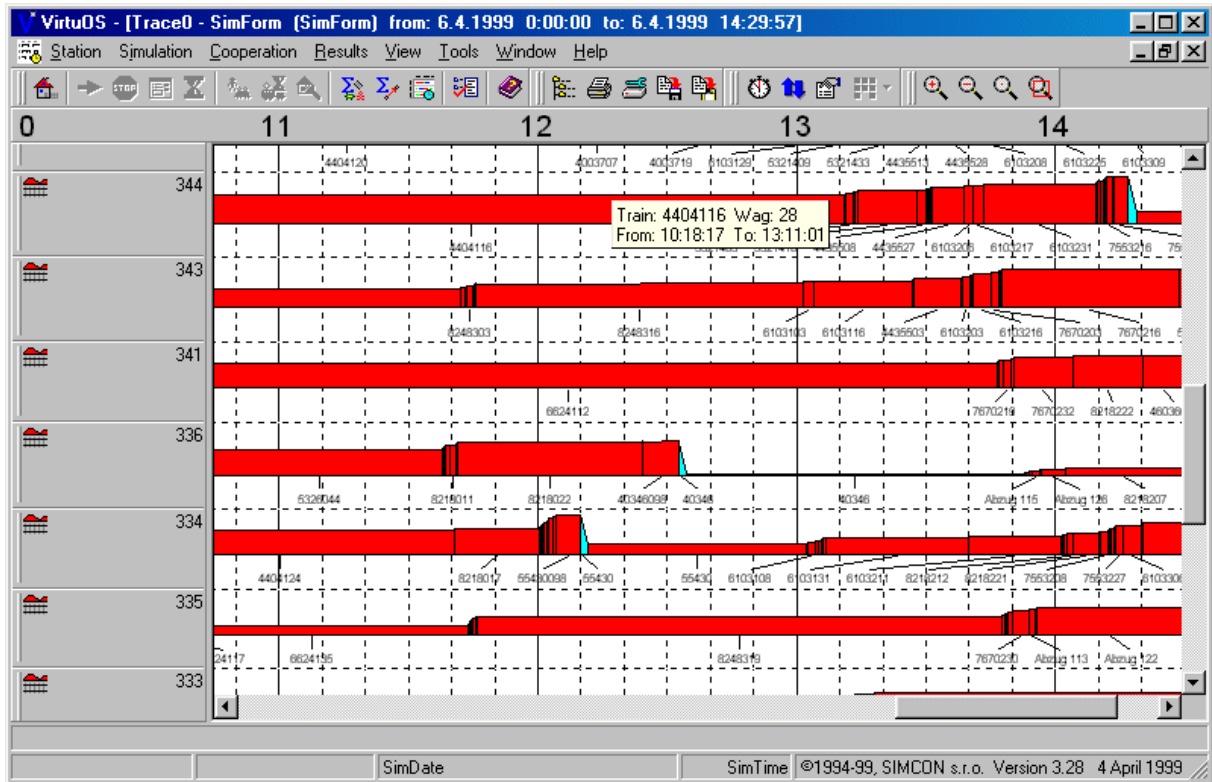 VirtuOS - [Trace0 - SimForm (SimForm) from: 6.4.1999 0:00:00 to: 6.4.1999 14:29:57]
Station Simulation Cooperation Results View Tools Window Help
STOP
0 11 12 13 14
4404120 4003707 4003719 6103129 5321409 5321433 4435513 4435528 6103208 6103225 6103309
344
Train: 4404116 Wag: 28
From: 10:18:17 To: 13:11:01
4404116 4435527 6103206 6103217 6103231 7553216
343
8248303 8248316 6103103 6103116 4435503 6103203 6103216 7670203 7670216
341
6624112 7670219 7670232 8218222 46036
336
5326044 8218011 8218022 40346098 40346 40346 Abzug 115 Abzug 126 8218207
334
4404124 8218017 55430098 55430 55430 6103108 6103131 6103211 8218212 8218221 7553208 7553227 6103306
335
24117 6624135 8248319 7670230 Abzug 113 Abzug 122
333
SimDate SimTime ©1994-99, SIMCON s.r.o. Version 3.28 4 April 1999